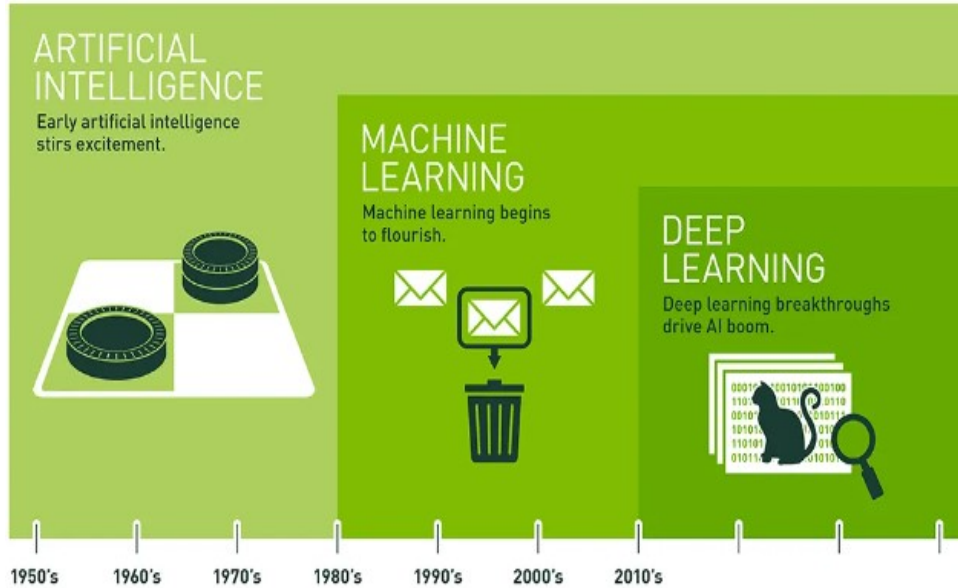 ARTIFICIAL
INTELLIGENCE
Early artificial intelligence
stirs excitement.
MACHINE
LEARNING
Machine learning begins
to flourish.
DEEP
LEARNING
Deep learning breakthroughs
drive AI boom.
1950's 1960's 1970's 1980's 1990's 2000's 2010's